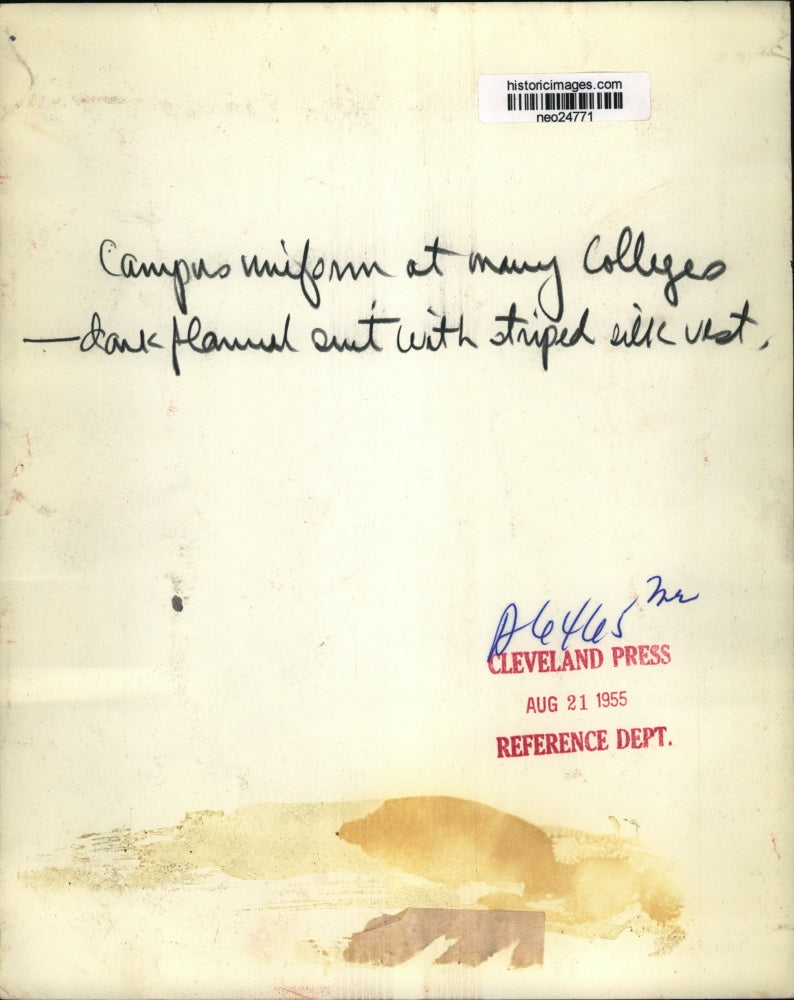 historicimages.com
neo24771
Campus uniform at many Colleges
— dark flannel suit with striped silk vest.
CLEVELAND PRESS
AUG 21 1955
REFERENCE DEPT.